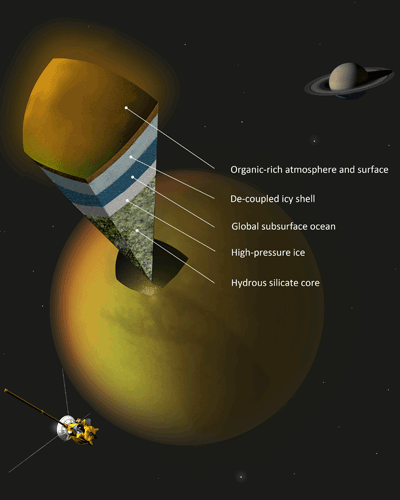 Organic-rich atmosphere and surface
De-coupled icy shell
Global subsurface ocean
High-pressure ice
Hydrous silicate core